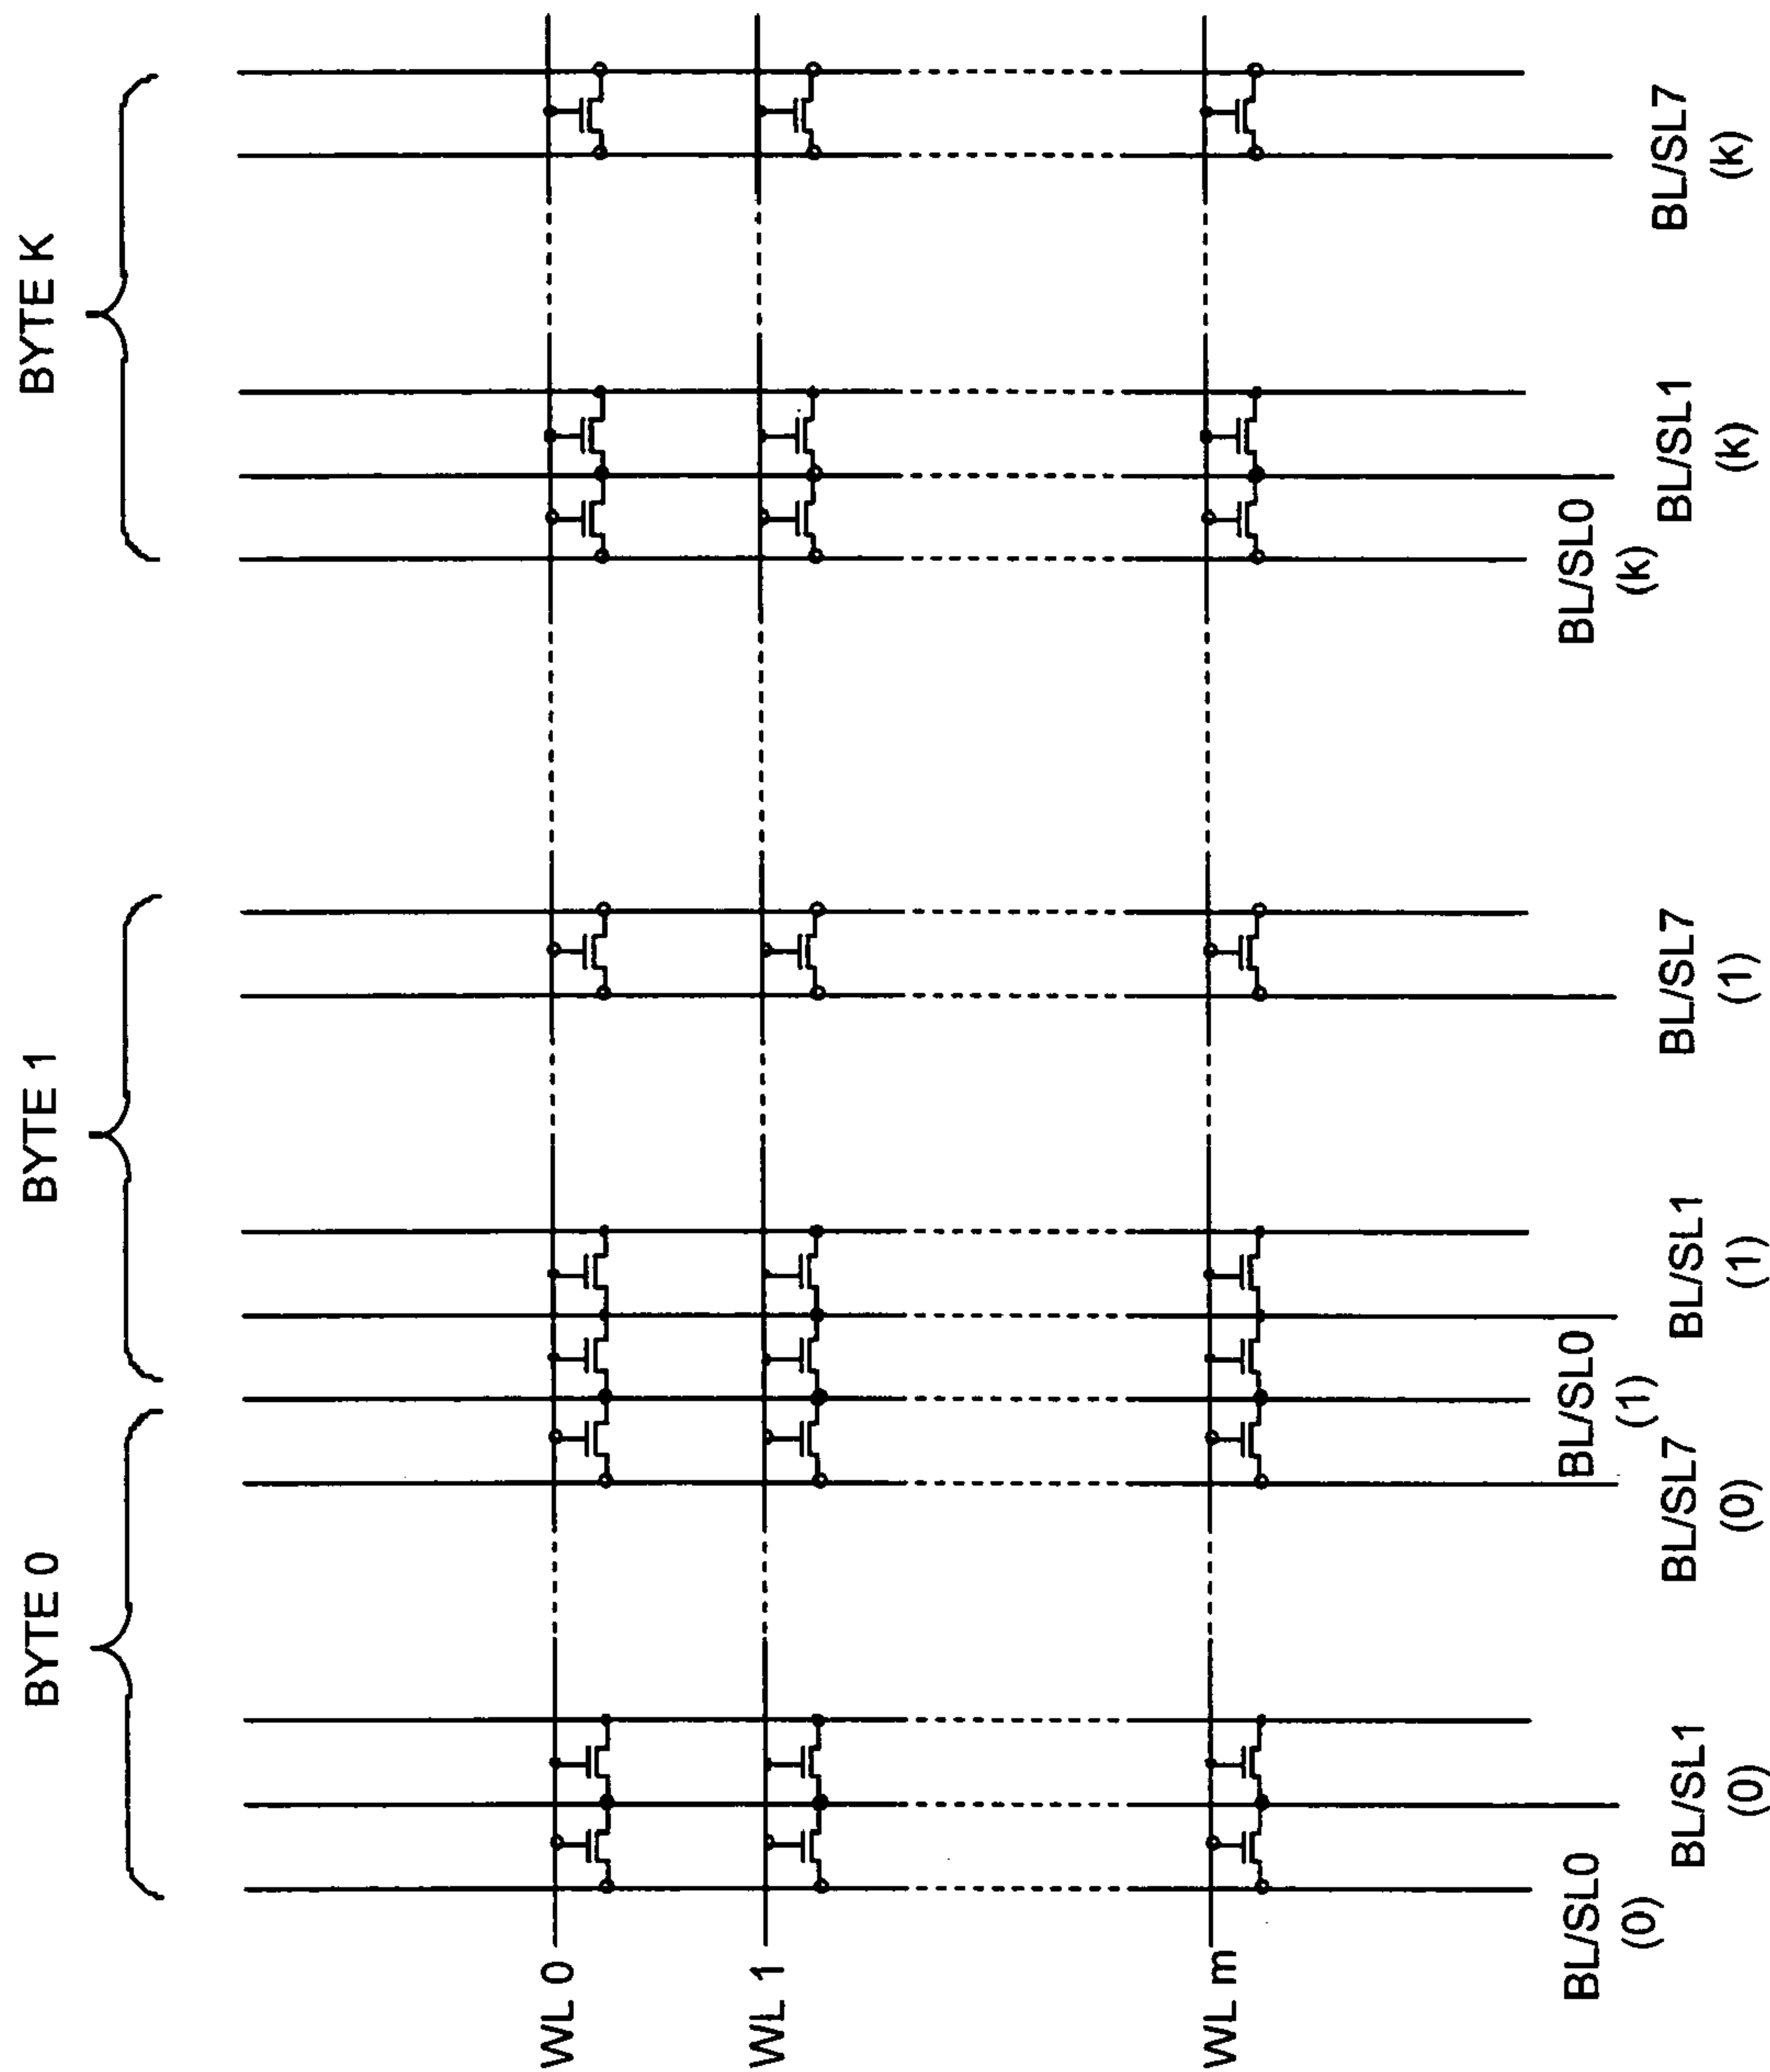 BYTE 0
BYTE 1
BYTE K
WL 0
WL 1
WL m
BL/SL0
(0)
BL/SL1
(0)
BL/SL7
(0)
BL/SL0
(1)
BL/SL1
(1)
BL/SL7
(1)
BL/SL0
(k)
BL/SL1
(k)
BL/SL7
(k)